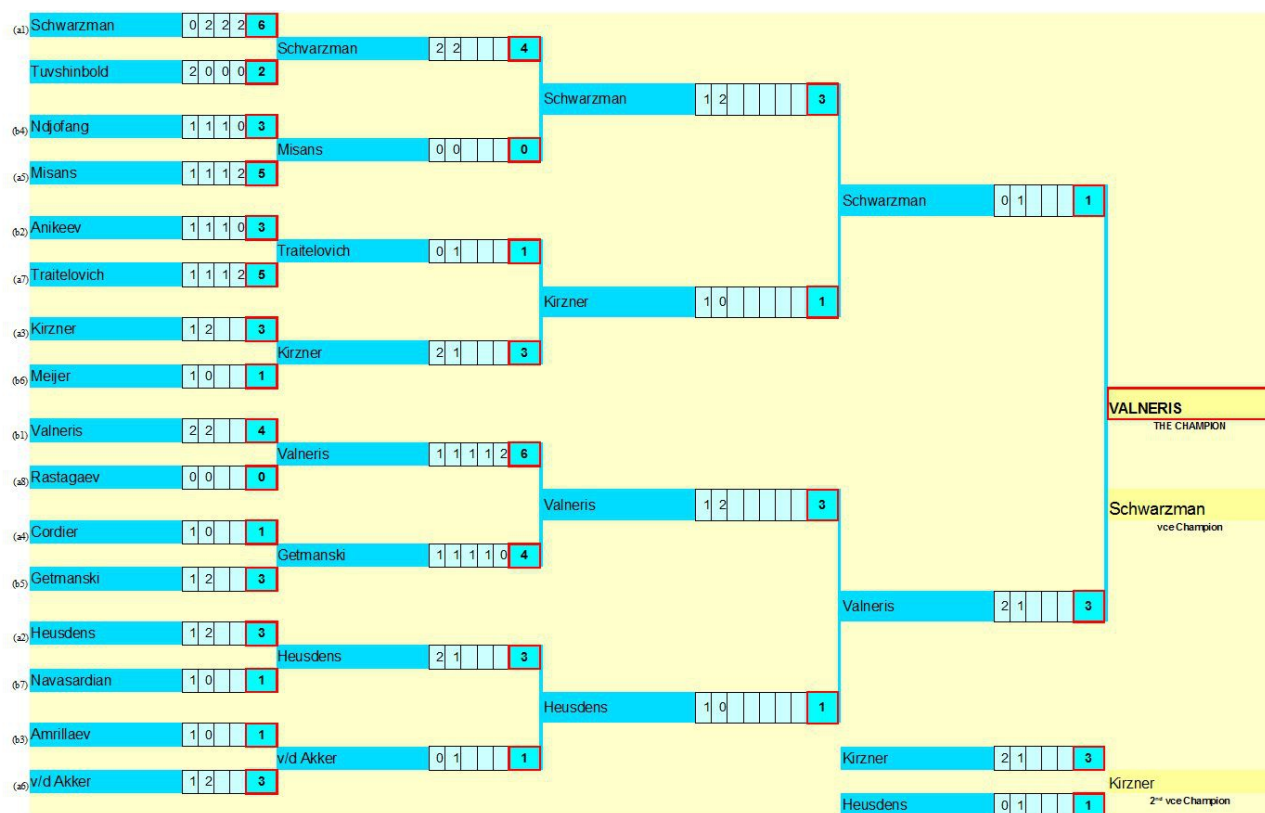 (a1) Schwarzman 0 2 2 2 6
Schvarzman 2 2 4
Tuvshinbold 2 0 0 0 2
Schwarzman 1 2 3
(b4) Ndjofang 1 1 1 0 3
Misans 0 0 0
(a5) Misans 1 1 1 2 5
Schwarzman 0 1 1
(b2) Anikeev 1 1 1 0 3
Traitelovich 0 1 1
(a7) Traitelovich 1 1 1 2 5
Kirzner 1 0 1
(a3) Kirzner 1 2 3
Kirzner 2 1 3
(b6) Meijer 1 0 1
VALNERIS
THE CHAMPION
(b1) Valneris 2 2 4
Valneris 1 1 1 1 2 6
(a8) Rastagaev 0 0 0
Valneris 1 2 3
Schwarzman
vce Champion
(a4) Cordier 1 0 1
Getmanski 1 1 1 1 0 4
(b5) Getmanski 1 2 3
Valneris 2 1 3
(a2) Heusdens 1 2 3
Heusdens 2 1 3
(b7) Navasardian 1 0 1
Heusdens 1 0 1
(b3) Amrillaev 1 0 1
v/d Akker 0 1 1
Kirzner 2 1 3
(a6) v/d Akker 1 2 3
Kirzner
2nd vce Champion
Heusdens 0 1 1